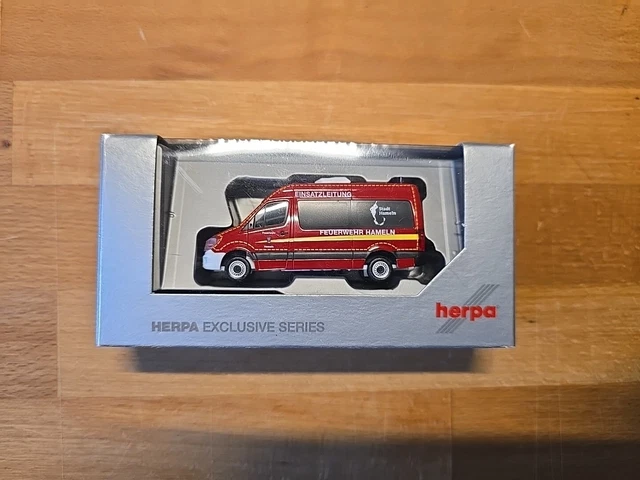 EINSATZLEITUNG
Stadt
Hameln
FEUERWEHR HAMELN
herpa
HERPA EXCLUSIVE SERIES